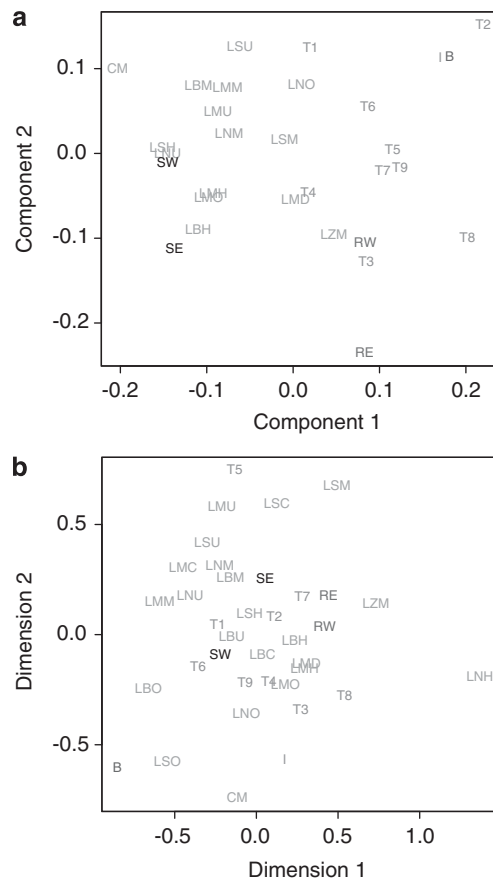 a
T2
LSU T1
I B
0.1 CM
LBM LMM LNO
T6
LMU
LNM LSM
LSH T5
0.0 LNU
SW T7 T9
LMH T4
LMO LMD
LBH
LZM RW T8
-0.1
SE T3
-0.2
RE
-0.2 -0.1 0.0 0.1 0.2
Component 2
Component 1
b
T5
LSM
LSC
LMU
0.5
LSU
LMC LNM
LBM SE
LNU T7 RE
LMM LZM
LSH T2
T1 RW
0.0 LBU LBH
SW LBC
T6 LMD
LMH LNH
LBO T9 T4 LMO
T8
LNO T3
-0.5
B LSO I
CM
-0.5 0.0 0.5 1.0
Dimension 2
Dimension 1